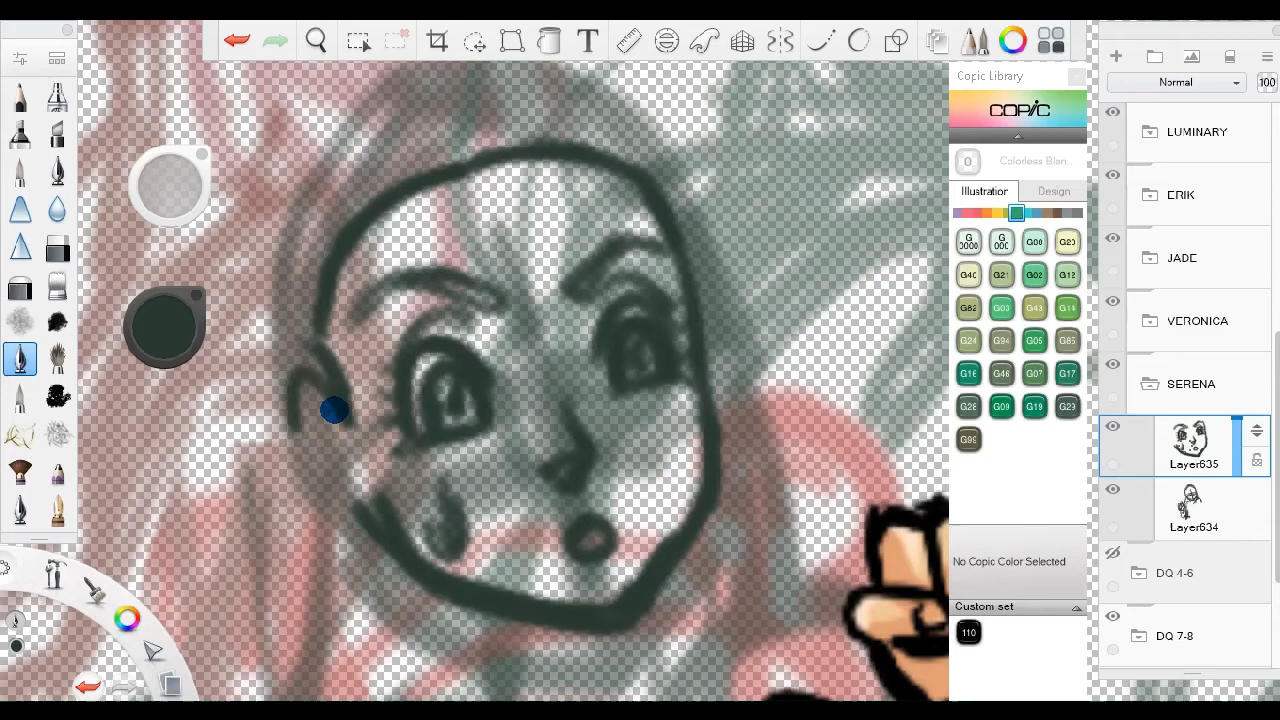 T
Copic Library
COPIC
0 Colorless Blen...
Illustration Design
G0000 G000 G00 G20
G40 G21 G02 G12
G82 G03 G43 G14
G24 G94 G05 G85
G16 G46 G07 G17
G28 G09 G19 G29
G99
No Copic Color Selected
Custom set
110
Normal 100
LUMINARY
ERIK
JADE
VERONICA
SERENA
Layer635
Layer634
DQ 4-6
DQ 7-8